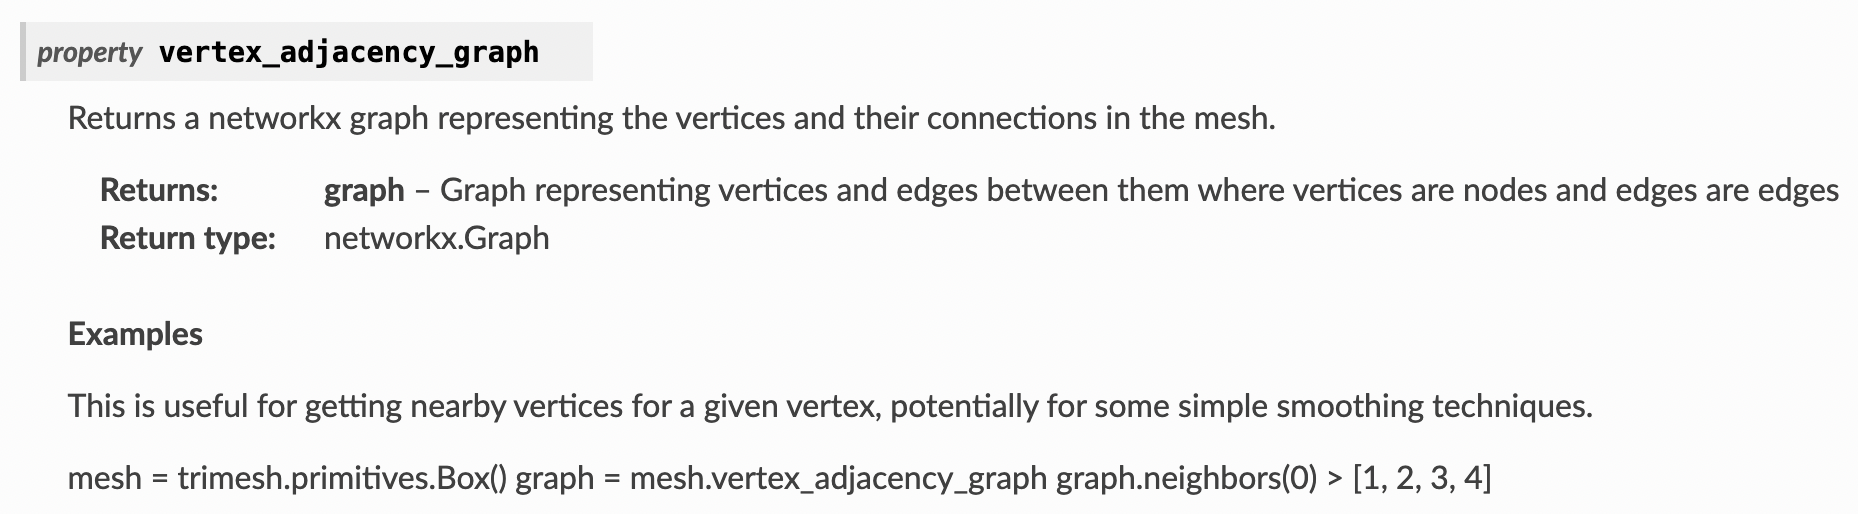 property vertex_adjacency_graph
Returns a networkx graph representing the vertices and their connections in the mesh.
Returns: graph – Graph representing vertices and edges between them where vertices are nodes and edges are edges
Return type: networkx.Graph
Examples
This is useful for getting nearby vertices for a given vertex, potentially for some simple smoothing techniques.
mesh = trimesh.primitives.Box() graph = mesh.vertex_adjacency_graph graph.neighbors(0) > [1, 2, 3, 4]